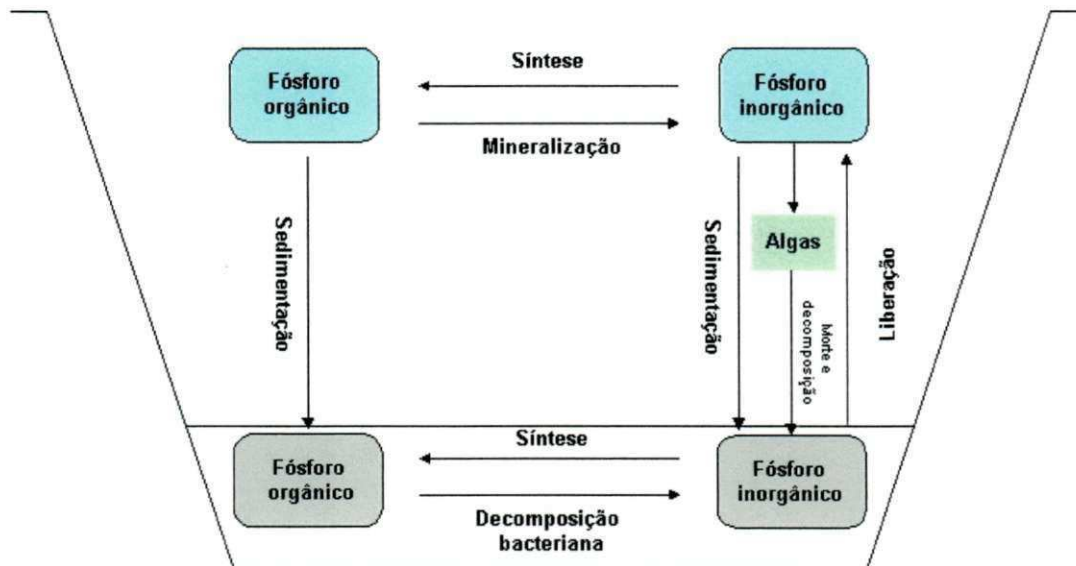 Fósforo
orgânico
Síntese
Mineralização
Fósforo
inorgânico
Sedimentação
Sedimentação
Algas
Morte e
decomposição
Liberação
Fósforo
orgânico
Síntese
Decomposição
bacteriana
Fósforo
inorgânico